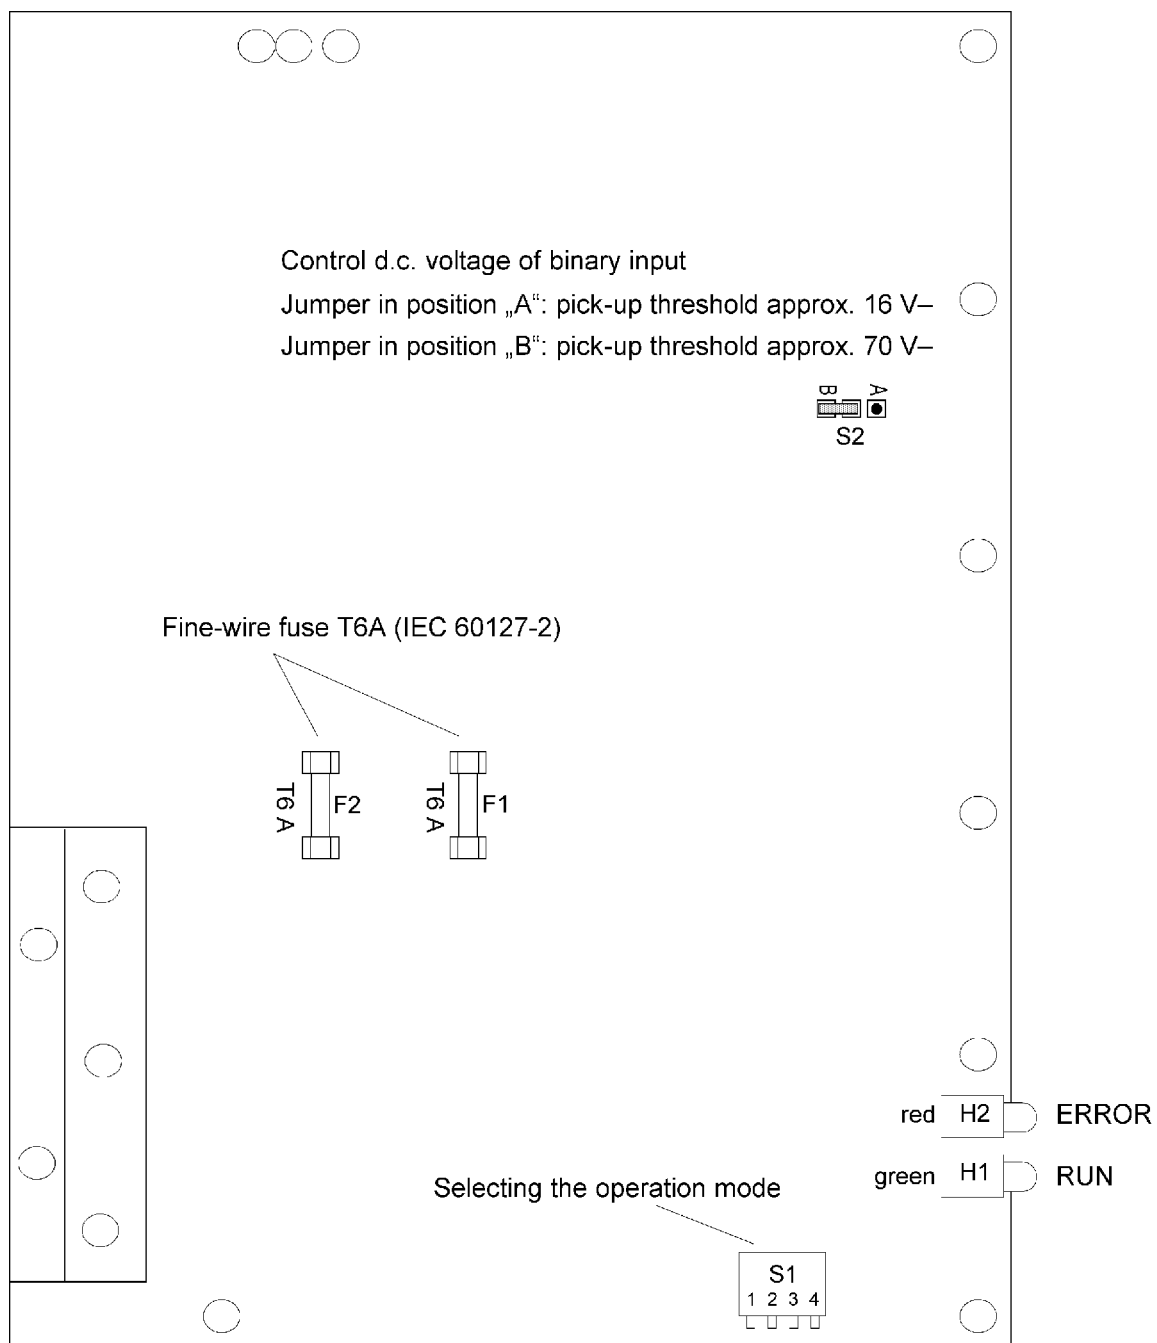 Control d.c. voltage of binary input
Jumper in position „A“: pick-up threshold approx. 16 V–
Jumper in position „B“: pick-up threshold approx. 70 V–
B A
S2
Fine-wire fuse T6A (IEC 60127-2)
T6 A
F2
T6 A
F1
red H2 ERROR
green H1 RUN
Selecting the operation mode
S1
1 2 3 4